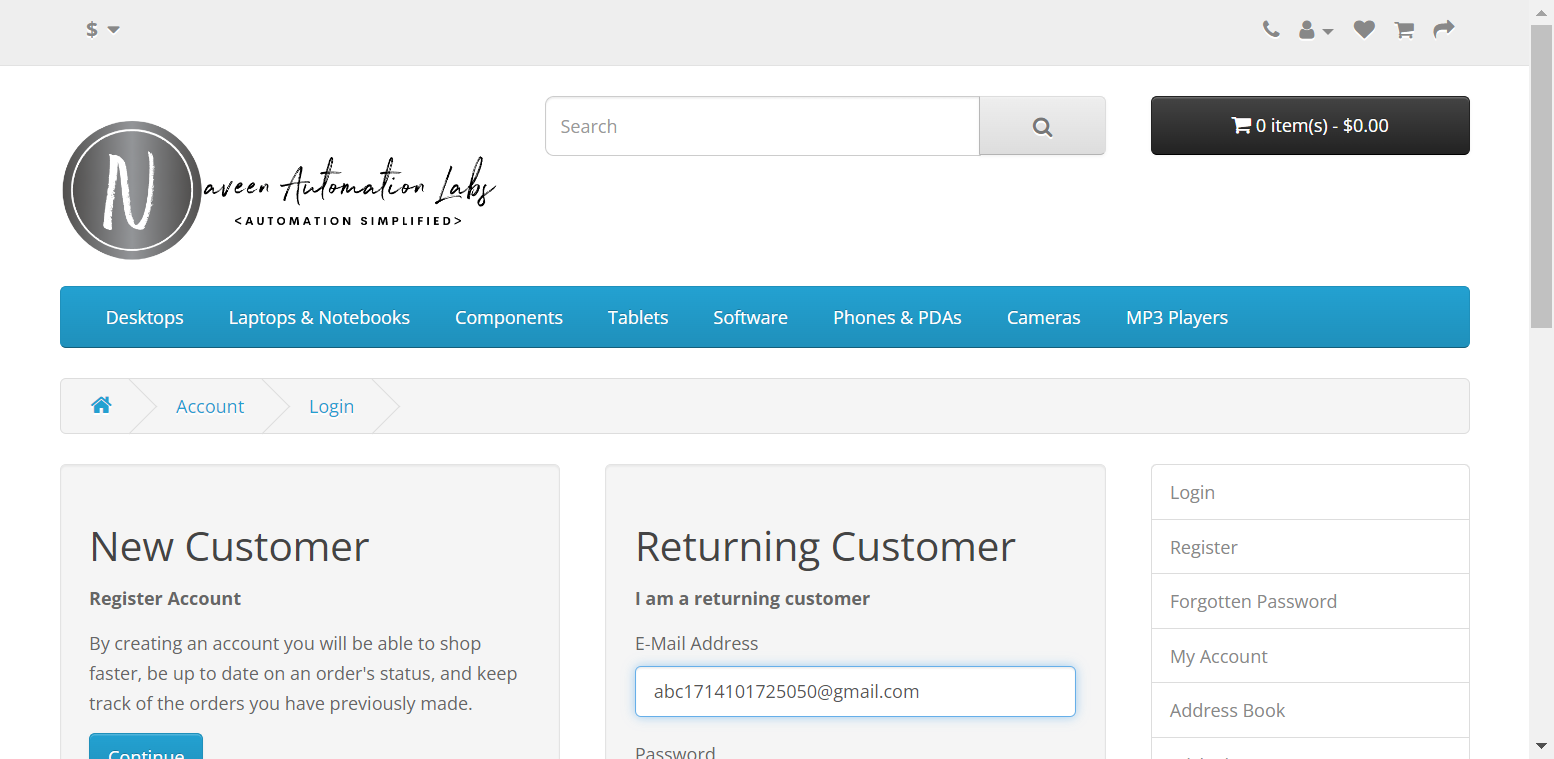 $
Search
0 item(s) - $0.00
N
aveen Automation Labs
<AUTOMATION SIMPLIFIED>
Desktops Laptops & Notebooks Components Tablets Software Phones & PDAs Cameras MP3 Players
Account Login
New Customer
Register Account
By creating an account you will be able to shop
faster, be up to date on an order's status, and keep
track of the orders you have previously made.
Continue
Returning Customer
I am a returning customer
E-Mail Address
abc1714101725050@gmail.com
Password
Login
Register
Forgotten Password
My Account
Address Book